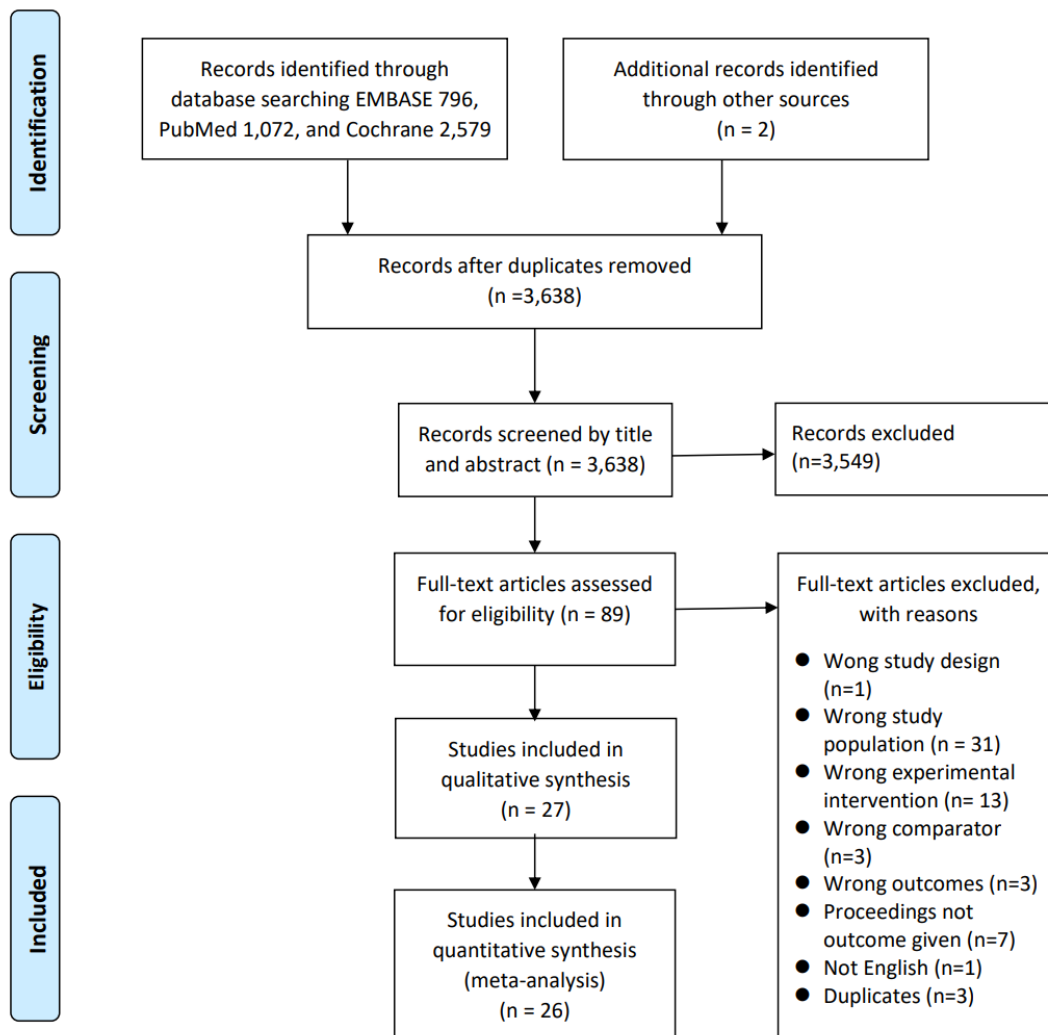 Identification
Records identified through
database searching EMBASE 796,
PubMed 1,072, and Cochrane 2,579
Additional records identified
through other sources
(n = 2)
Records after duplicates removed
(n =3,638)
Screening
Records screened by title
and abstract (n = 3,638)
Records excluded
(n=3,549)
Eligibility
Full-text articles assessed
for eligibility (n = 89)
Full-text articles excluded,
with reasons
● Wong study design
(n=1)
● Wrong study
population (n = 31)
● Wrong experimental
intervention (n= 13)
● Wrong comparator
(n=3)
● Wrong outcomes (n=3)
● Proceedings not
outcome given (n=7)
● Not English (n=1)
● Duplicates (n=3)
Studies included in
qualitative synthesis
(n = 27)
Included
Studies included in
quantitative synthesis
(meta-analysis)
n = 26)